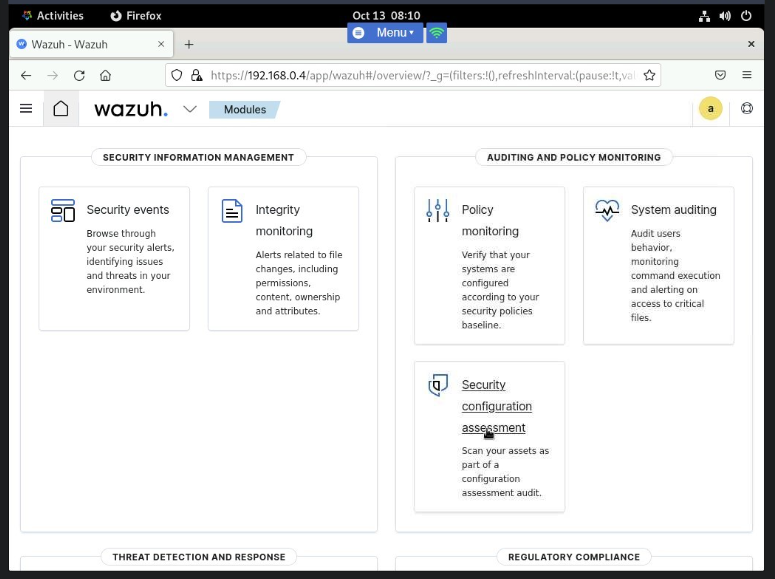 Activities
Firefox
Oct 13 08:10
Menu
Wazuh - Wazuh
https://192.168.0.4/app/wazuh#/overview/?_g=(filters:!(),refreshInterval:(pause:!t,val
wazuh.
Modules
a
SECURITY INFORMATION MANAGEMENT
Security events
Browse through
your security alerts,
identifying issues
and threats in your
environment.
Integrity
monitoring
Alerts related to file
changes, including
permissions,
content, ownership
and attributes.
AUDITING AND POLICY MONITORING
Policy
monitoring
Verify that your
systems are
configured
according to your
security policies
baseline.
System auditing
Audit users
behavior,
monitoring
command execution
and alerting on
access to critical
files.
Security
configuration
assessment
Scan your assets as
part of a
configuration
assessment audit.
THREAT DETECTION AND RESPONSE
REGULATORY COMPLIANCE